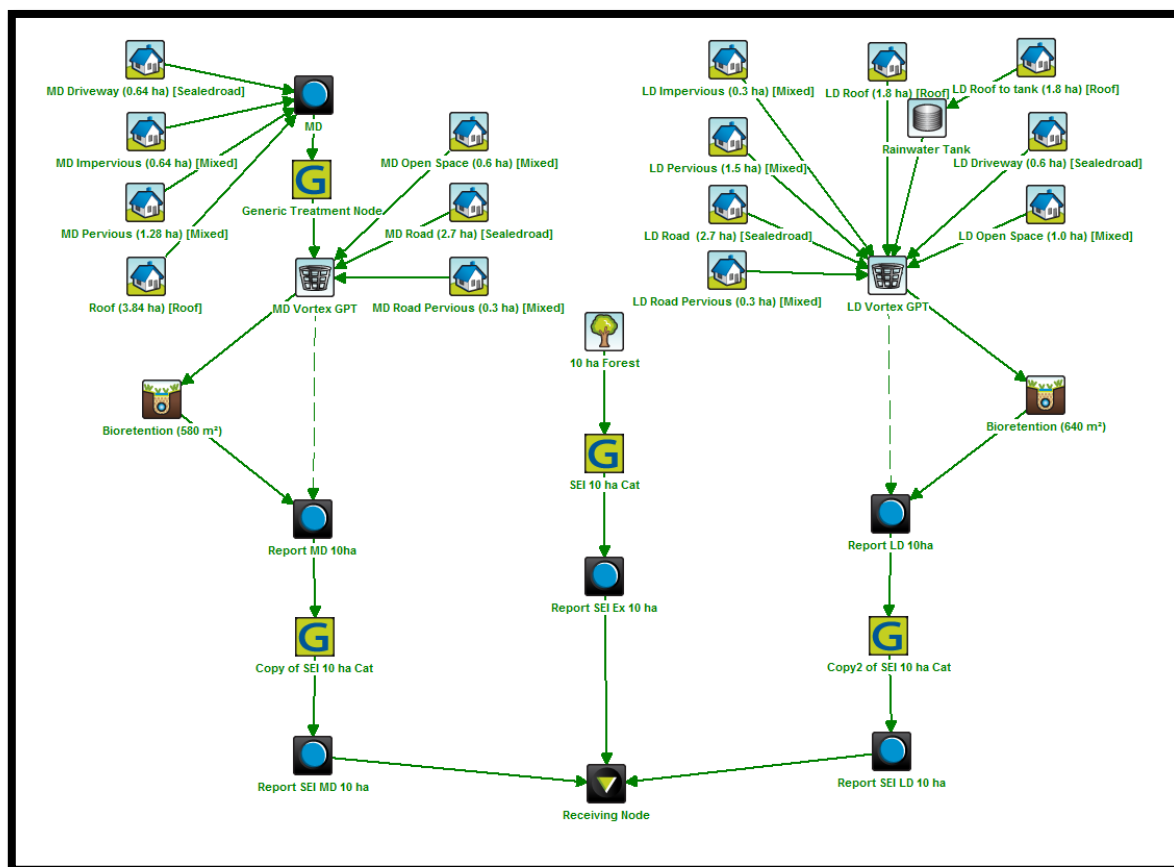 MD Driveway (0.64 ha) [Sealedroad]
MD
MD Impervious (0.64 ha) [Mixed]
MD Open Space (0.6 ha) [Mixed]
G
Generic Treatment Node
MD Pervious (1.28 ha) [Mixed]
MD Road (2.7 ha) [Sealedroad]
Roof (3.84 ha) [Roof]
MD Vortex GPT
MD Road Pervious (0.3 ha) [Mixed]
Bioretention (580 m²)
Report MD 10ha
G
Copy of SEI 10 ha Cat
Report SEI MD 10 ha
10 ha Forest
G
SEI 10 ha Cat
Report SEI Ex 10 ha
Receiving Node
LD Impervious (0.3 ha) [Mixed]
LD Roof (1.8 ha) [Roof]
LD Roof to tank (1.8 ha) [Roof]
Rainwater Tank
LD Pervious (1.5 ha) [Mixed]
LD Driveway (0.6 ha) [Sealedroad]
LD Road  (2.7 ha) [Sealedroad]
LD Open Space (1.0 ha) [Mixed]
LD Road Pervious (0.3 ha) [Mixed]
LD Vortex GPT
Bioretention (640 m²)
Report LD 10ha
G
Copy2 of SEI 10 ha Cat
Report SEI LD 10 ha